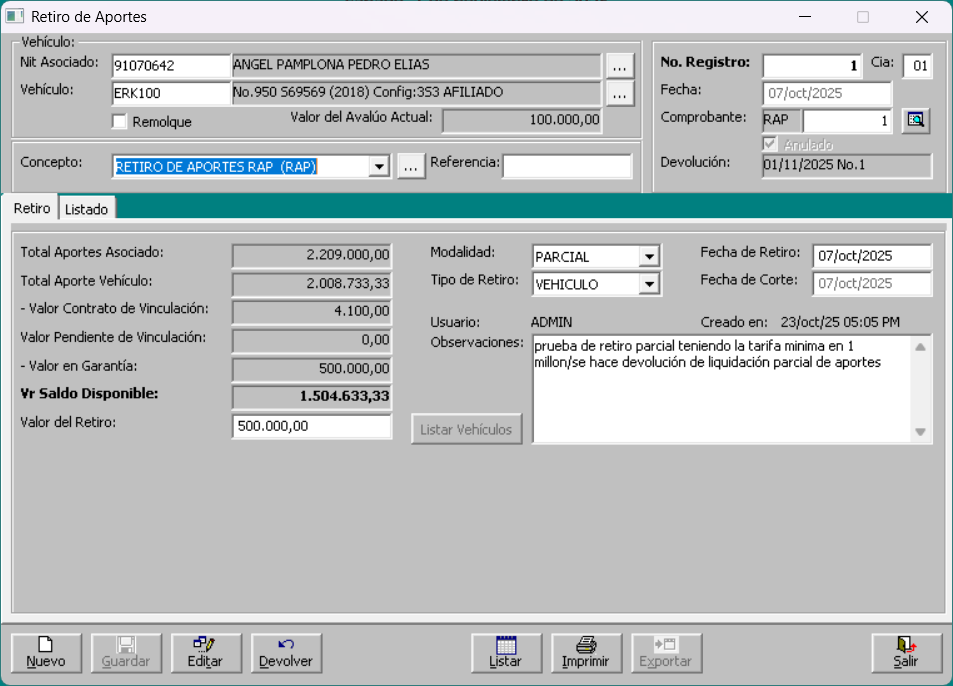 Retiro de Aportes
Vehículo:
Nit Asociado: 91070642 ANGEL PAMPLONA PEDRO ELIAS ...
Vehículo: ERK100 No.950 S69569 (2018) Config:3S3 AFILIADO ...
Remolque Valor del Avalúo Actual: 100.000,00
Concepto: RETIRO DE APORTES RAP (RAP) ... Referencia:
No. Registro: 1 Cia: 01
Fecha: 07/oct/2025
Comprobante: RAP 1
Anulado
Devolución: 01/11/2025 No.1
Retiro Listado
Total Aportes Asociado: 2.209.000,00
Total Aporte Vehículo: 2.008.733,33
- Valor Contrato de Vinculación: 4.100,00
Valor Pendiente de Vinculación: 0,00
- Valor en Garantía: 500.000,00
Vr Saldo Disponible: 1.504.633,33
Valor del Retiro: 500.000,00
Modalidad: PARCIAL
Tipo de Retiro: VEHICULO
Fecha de Retiro: 07/oct/2025
Fecha de Corte: 07/oct/2025
Usuario: ADMIN Creado en: 23/oct/25 05:05 PM
Observaciones: prueba de retiro parcial teniendo la tarifa minima en 1
millon/se hace devolución de liquidación parcial de aportes
Listar Vehículos
Nuevo Guardar Editar Devolver Listar Imprimir Exportar Salir